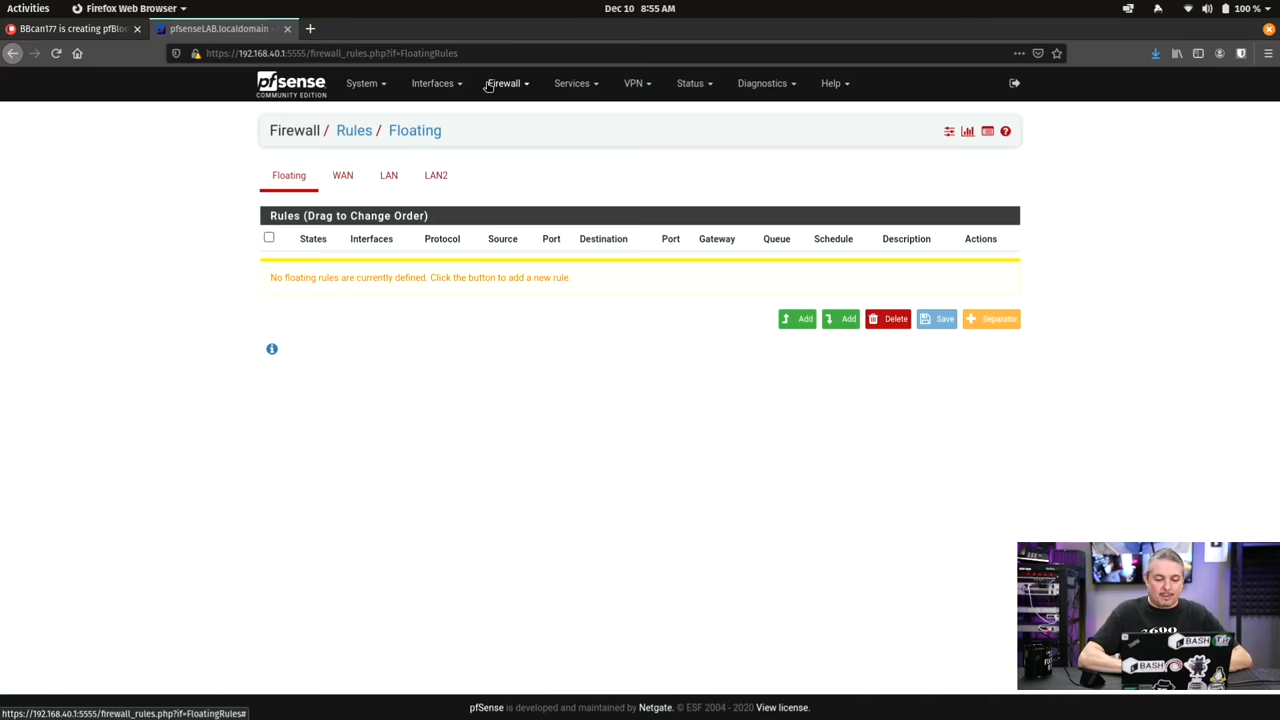 Activities
Firefox Web Browser
Dec 10 8:55 AM
100 %
BBcan177 is creating pfBloc
pfsenseLAB.localdomain -
https://192.168.40.1:5555/firewall_rules.php?if=FloatingRules
pfsense
COMMUNITY EDITION
System
Interfaces
Firewall
Services
VPN
Status
Diagnostics
Help
Firewall / Rules / Floating
Floating
WAN
LAN
LAN2
Rules (Drag to Change Order)
States
Interfaces
Protocol
Source
Port
Destination
Port
Gateway
Queue
Schedule
Description
Actions
No floating rules are currently defined. Click the button to add a new rule.
Add
Add
Delete
Save
Separator
2600
BASH
BASH
https://192.168.40.1:5555/firewall_rules.php?if=FloatingRules#
pfSense is developed and maintained by Netgate. © ESF 2004 - 2020 View license.